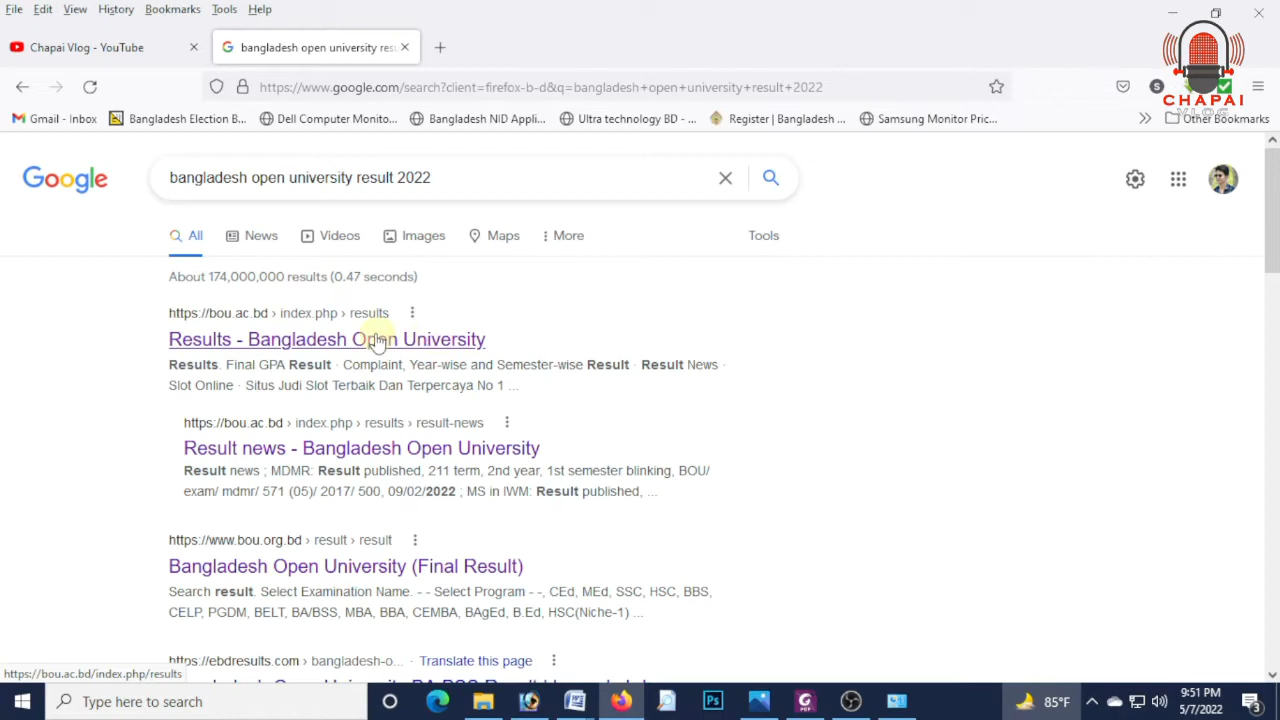 File Edit View History Bookmarks Tools Help
Chapai Vlog - YouTube
bangladesh open university res
https://www.google.com/search?client=firefox-b-d&q=bangladesh+open+university+result+2022
S
CHAPAI
VLOG
Gmail - Inbox Bangladesh Election B... Dell Computer Monito... Bangladesh NID Appli... Ultra technology BD - ... Register | Bangladesh ... Samsung Monitor Pric... Other Bookmarks
Google
bangladesh open university result 2022
All News Videos Images Maps More Tools
About 174,000,000 results (0.47 seconds)
https://bou.ac.bd › index.php › results
Results - Bangladesh Open University
Results. Final GPA Result · Complaint, Year-wise and Semester-wise Result · Result News ·
Slot Online · Situs Judi Slot Terbaik Dan Terpercaya No 1 ...
https://bou.ac.bd › index.php › results › result-news
Result news - Bangladesh Open University
Result news ; MDMR: Result published, 211 term, 2nd year, 1st semester blinking, BOU/
exam/ mdmr/ 571 (05)/ 2017/ 500, 09/02/2022 ; MS in IWM: Result published, ...
https://www.bou.org.bd › result › result
Bangladesh Open University (Final Result)
Search result. Select Examination Name. - - Select Program - -, CEd, MEd, SSC, HSC, BBS,
CELP, PGDM, BELT, BA/BSS, MBA, BBA, CEMBA, BAgEd, B.Ed, HSC(Niche-1) ...
https://ebdresults.com › bangladesh-o... · Translate this page
https://bou.ac.bd/index.php/results
Type here to search
Ps
PDF
85°F
9:51 PM
5/7/2022
3